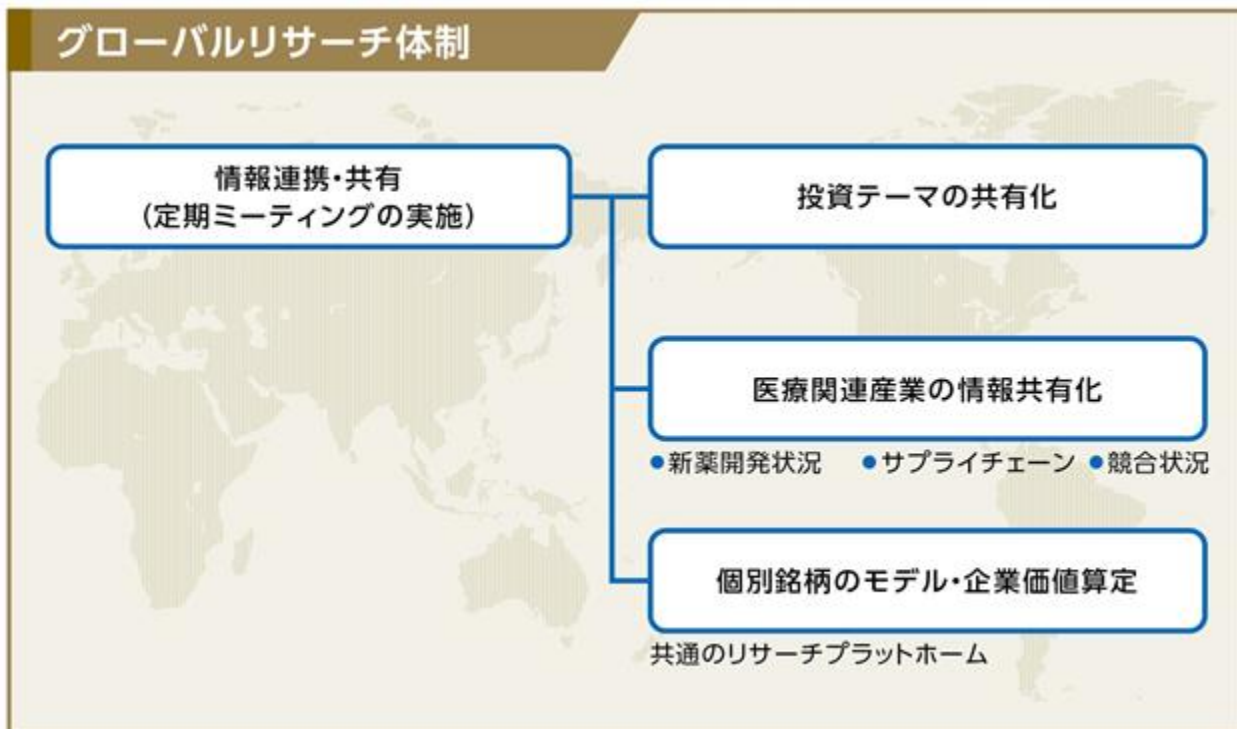 グローバルリサーチ体制
情報連携・共有
(定期ミーティングの実施)
投資テーマの共有化
医療関連産業の情報共有化
●新薬開発状況 ●サプライチェーン ●競合状況
個別銘柄のモデル・企業価値算定
共通のリサーチプラットホーム